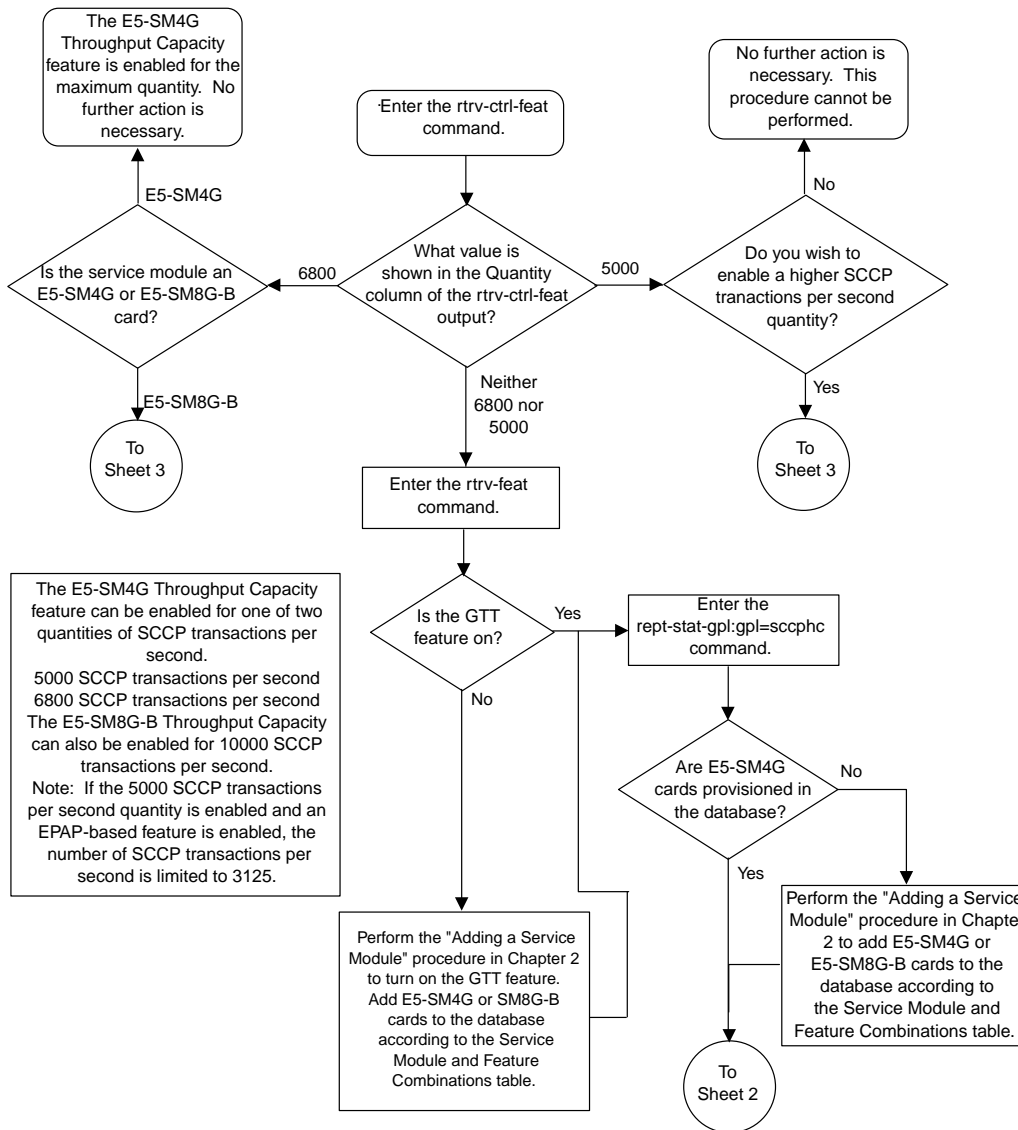 The E5-SM4G
Throughput Capacity
feature is enabled for the
maximum quantity. No
further action is
necessary.
Enter the rtrv-ctrl-feat
command.
No further action is
necessary. This
procedure cannot be
performed.
E5-SM4G
No
Is the service module an
E5-SM4G or E5-SM8G-B
card?
6800
What value is
shown in the Quantity
column of the rtrv-ctrl-feat
output?
5000
Do you wish to
enable a higher SCCP
tranactions per second
quantity?
E5-SM8G-B
Neither
6800 nor
5000
Yes
To
Sheet 3
To
Sheet 3
Enter the rtrv-feat
command.
The E5-SM4G Throughput Capacity
feature can be enabled for one of two
quantities of SCCP transactions per
second.
5000 SCCP transactions per second
6800 SCCP transactions per second
The E5-SM8G-B Throughput Capacity
can also be enabled for 10000 SCCP
transactions per second.
Note: If the 5000 SCCP transactions
per second quantity is enabled and an
EPAP-based feature is enabled, the
number of SCCP transactions per
second is limited to 3125.
Is the GTT
feature on?
Yes
No
Enter the
rept-stat-gpl:gpl=sccphc
command.
Are E5-SM4G
cards provisioned in
the database?
No
Yes
Perform the "Adding a Service
Module" procedure in Chapter 2
to turn on the GTT feature.
Add E5-SM4G or SM8G-B
cards to the database
according to the Service
Module and Feature
Combinations table.
Perform the "Adding a Service
Module" procedure in Chapte
2 to add E5-SM4G or
E5-SM8G-B cards to the
database according to
the Service Module and
Feature Combinations table.
To
Sheet 2